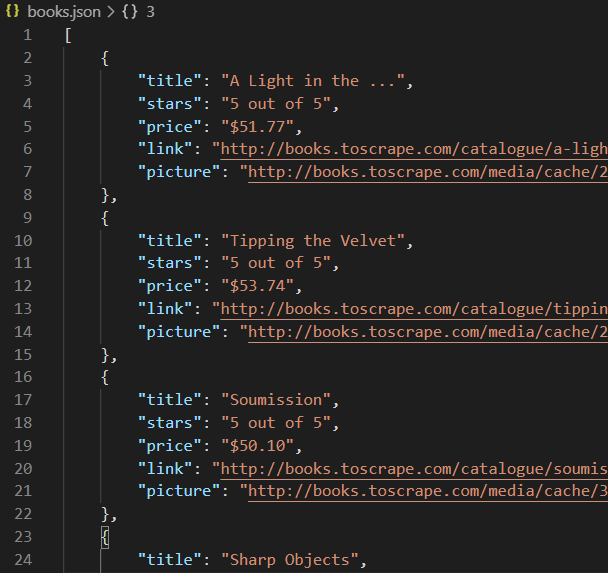 {} books.json > {} 3
1 [
2 {
3 "title": "A Light in the ...",
4 "stars": "5 out of 5",
5 "price": "$51.77",
6 "link": "http://books.toscrape.com/catalogue/a-ligh
7 "picture": "http://books.toscrape.com/media/cache/2
8 },
9 {
10 "title": "Tipping the Velvet",
11 "stars": "5 out of 5",
12 "price": "$53.74",
13 "link": "http://books.toscrape.com/catalogue/tippin
14 "picture": "http://books.toscrape.com/media/cache/2
15 },
16 {
17 "title": "Soumission",
18 "stars": "5 out of 5",
19 "price": "$50.10",
20 "link": "http://books.toscrape.com/catalogue/soumis
21 "picture": "http://books.toscrape.com/media/cache/3
22 },
23 {
24 "title": "Sharp Objects",